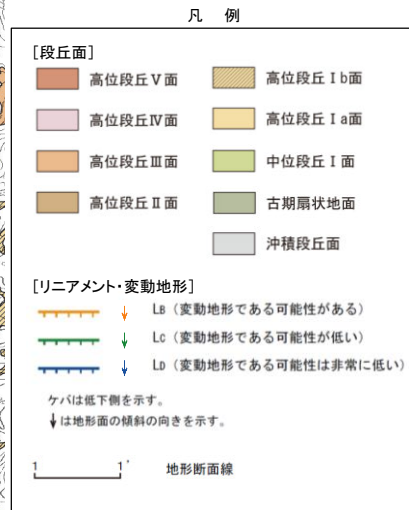 凡 例
[段丘面]
高位段丘Ⅴ面 高位段丘Ⅰb面
高位段丘Ⅳ面 高位段丘Ⅰa面
高位段丘Ⅲ面 中位段丘Ⅰ面
高位段丘Ⅱ面 古期扇状地面
沖積段丘面
[リニアメント・変動地形]
LB (変動地形である可能性がある)
LC (変動地形である可能性が低い)
LD (変動地形である可能性は非常に低い)
ケバは低下側を示す。
↓は地形面の傾斜の向きを示す。
1 1' 地形断面線